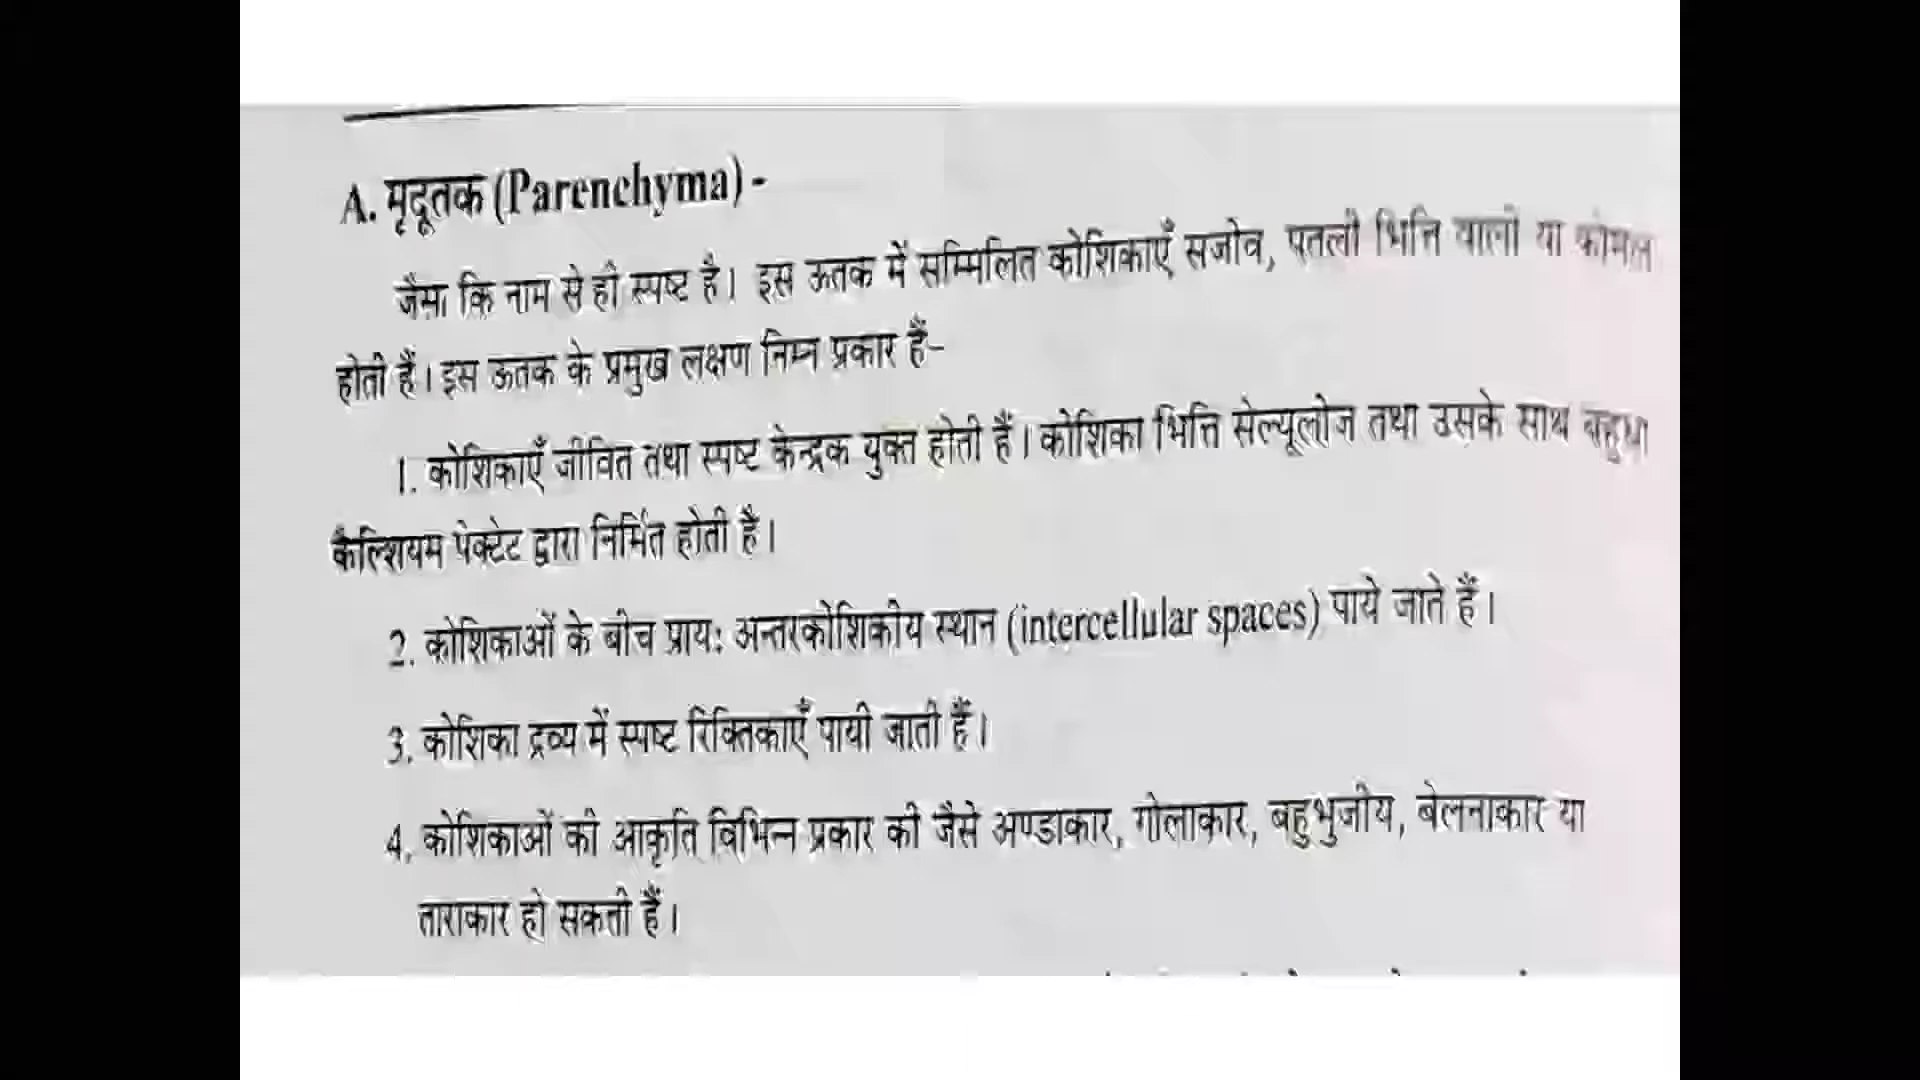 A. मृदूतक (Parenchyma) -
जैसा कि नाम से ही स्पष्ट है। इस ऊतक में सम्मिलित कोशिकाएँ सजीव, पतली भित्ति वाली या कोमल
होती हैं। इस ऊतक के प्रमुख लक्षण निम्न प्रकार हैं-
1. कोशिकाएँ जीवित तथा स्पष्ट केन्द्रक युक्त होती हैं। कोशिका भित्ति सेल्यूलोज तथा उसके साथ बहुधा
कैल्शियम पेक्टेट द्वारा निर्मित होती है।
2. कोशिकाओं के बीच प्राय: अन्तरकोशिकीय स्थान (intercellular spaces) पाये जाते हैं।
3. कोशिका द्रव्य में स्पष्ट रिक्तिकाएँ पायी जाती हैं।
4. कोशिकाओं की आकृति विभिन्न प्रकार की जैसे अण्डाकार, गोलाकार, बहुभुजीय, बेलनाकार या
ताराकार हो सकती हैं।